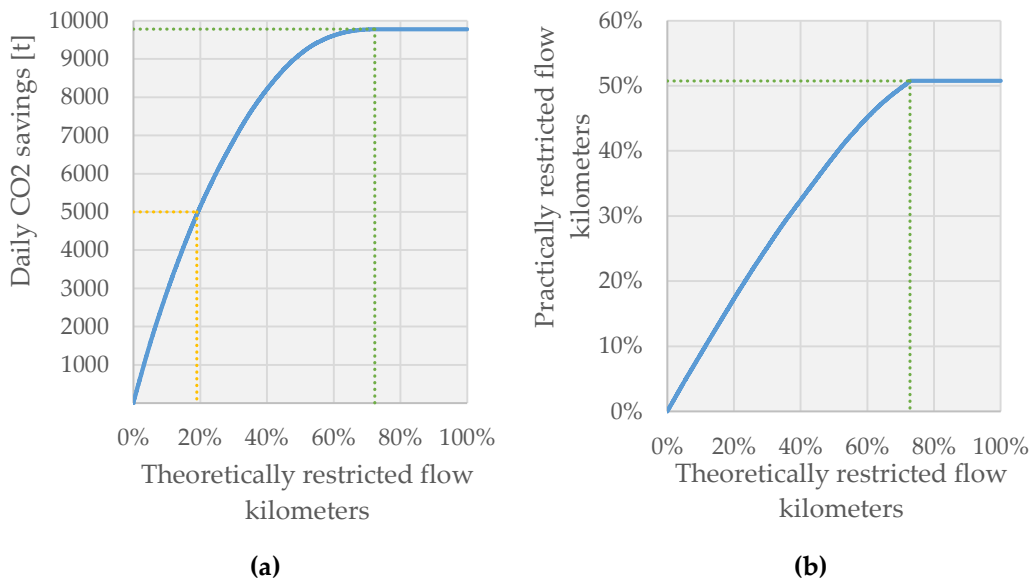 Daily CO2 savings [t]
10000
9000
8000
7000
6000
5000
4000
3000
2000
1000
0% 20% 40% 60% 80% 100%
Theoretically restricted flow
kilometers
(a)
Practically restricted flow
kilometers
60%
50%
40%
30%
20%
10%
0%
0% 20% 40% 60% 80% 100%
Theoretically restricted flow
kilometers
(b)